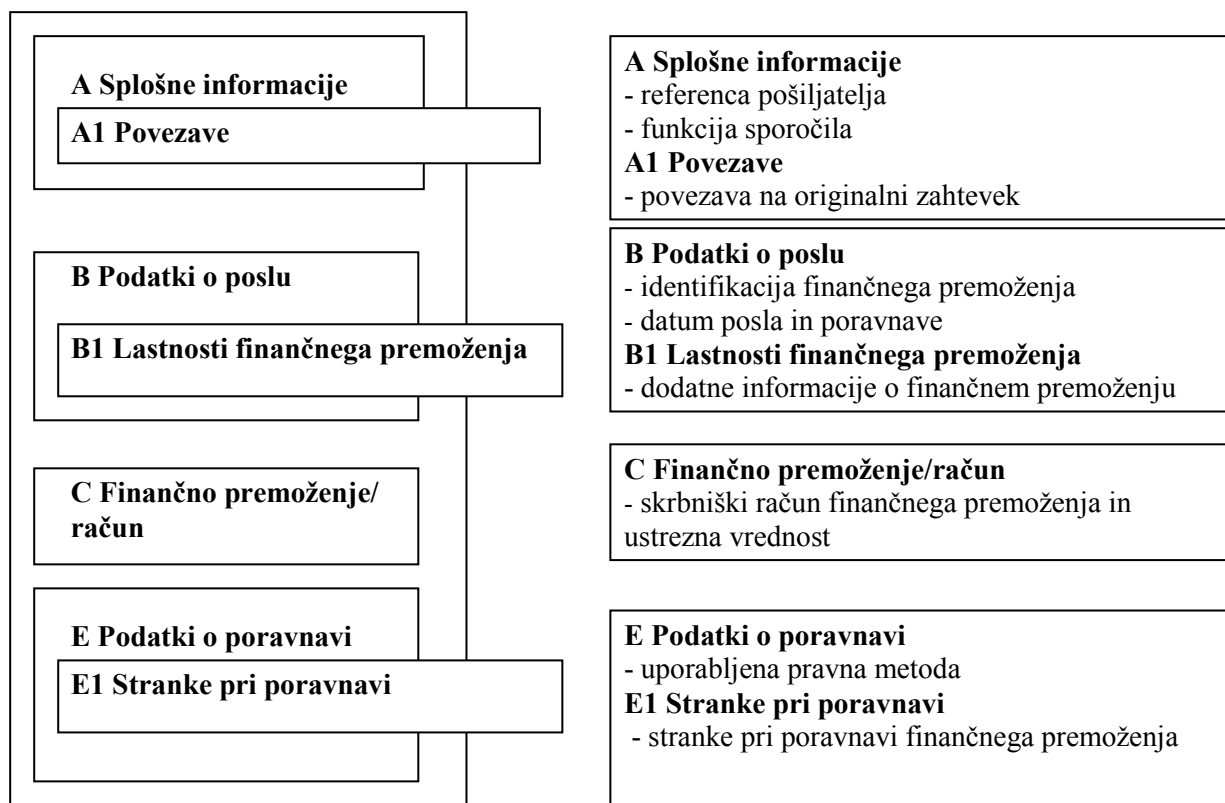 A Splošne informacije
A1 Povezave
B Podatki o poslu
B1 Lastnosti finančnega premoženja
C Finančno premoženje/
račun
E Podatki o poravnavi
E1 Stranke pri poravnavi
A Splošne informacije
- referenca pošiljatelja
- funkcija sporočila
A1 Povezave
- povezava na originalni zahtevek
B Podatki o poslu
- identifikacija finančnega premoženja
- datum posla in poravnave
B1 Lastnosti finančnega premoženja
- dodatne informacije o finančnem premoženju
C Finančno premoženje/račun
- skrbniški račun finančnega premoženja in
ustrezna vrednost
E Podatki o poravnavi
- uporabljena pravna metoda
E1 Stranke pri poravnavi
- stranke pri poravnavi finančnega premoženja